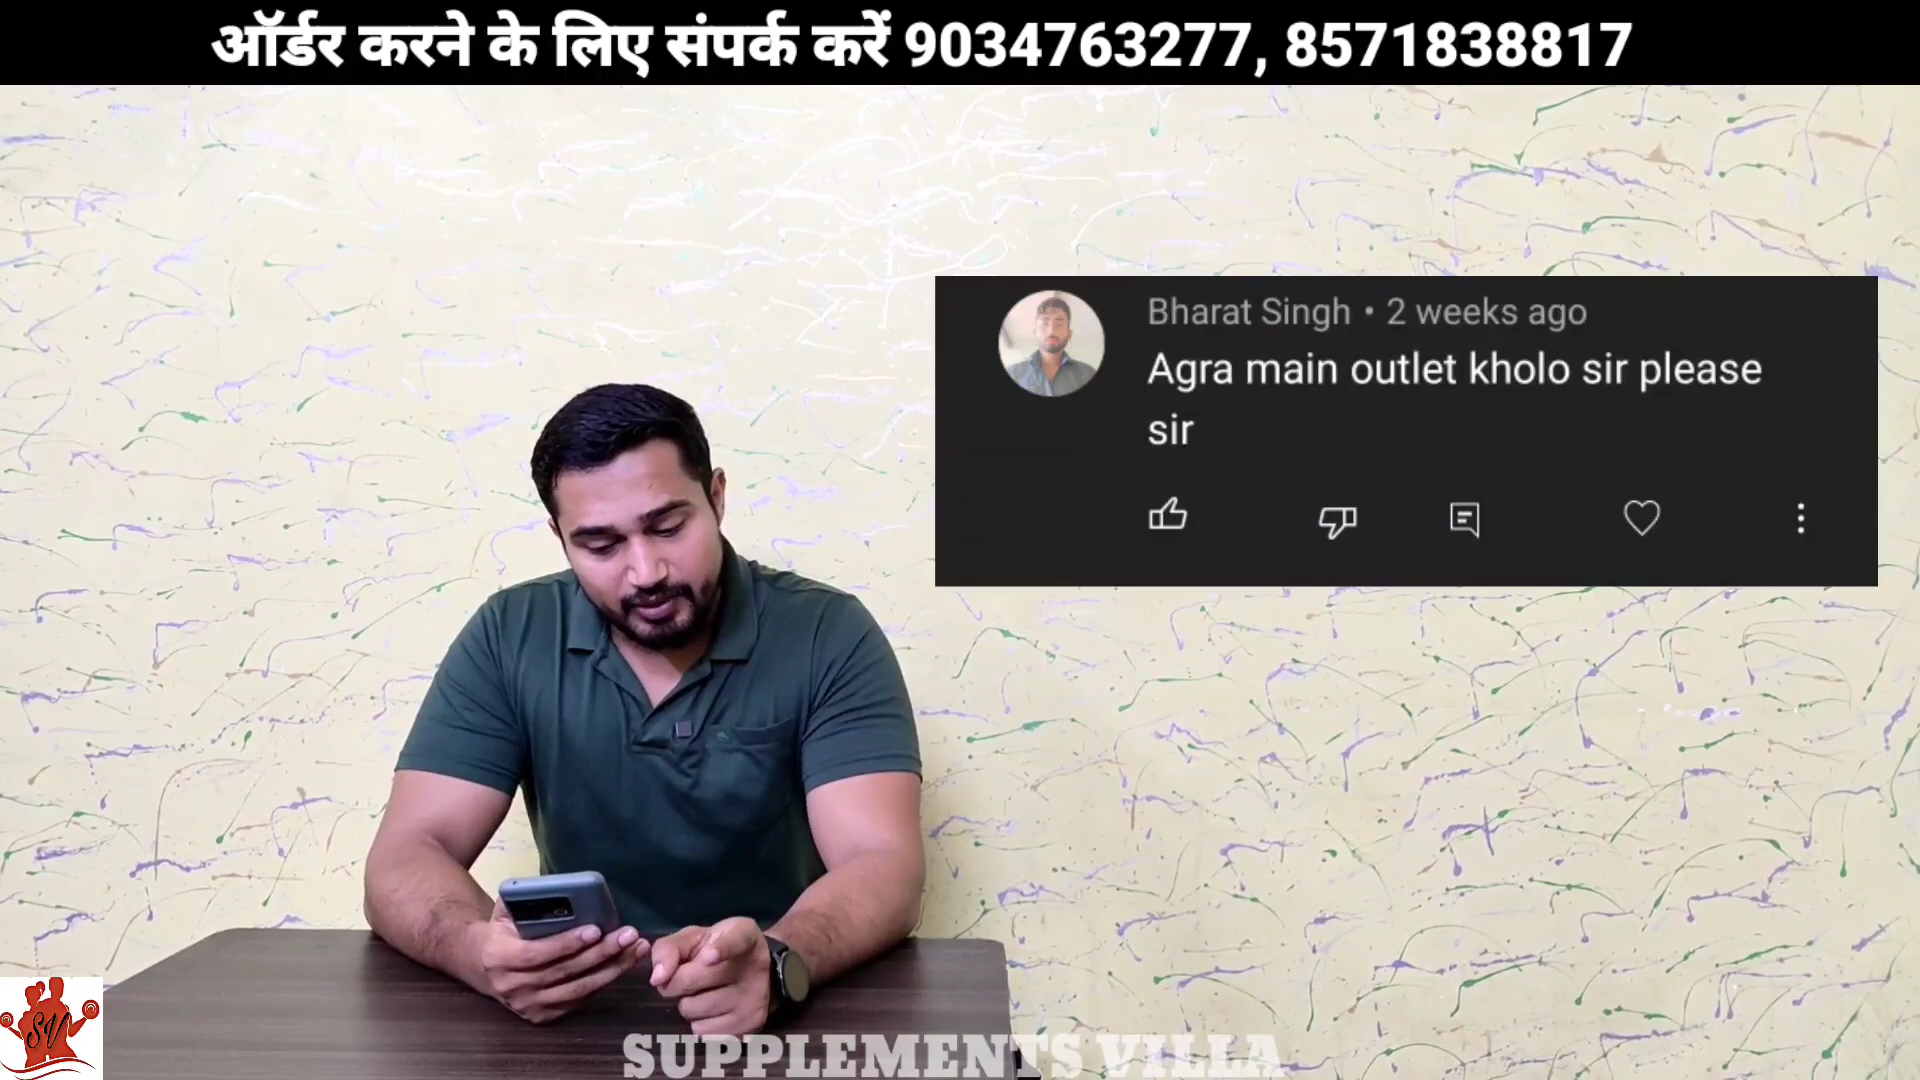 ऑर्डर करने के लिए संपर्क करें 9034763277, 8571838817
Bharat Singh • 2 weeks ago
Agra main outlet kholo sir please
sir
SV
SUPPLEMENTS VILLA